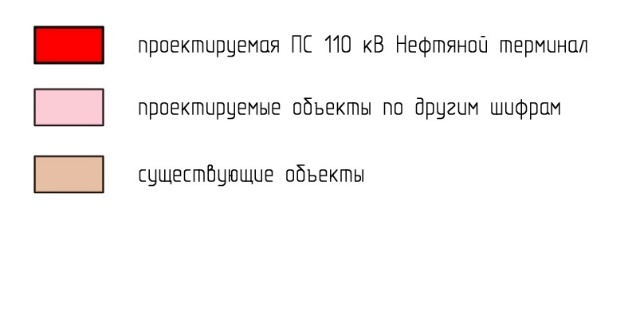 проектируемая ПС 110 кВ Нефтяной терминал
проектируемые объекты по другим шифрам
существующие объекты